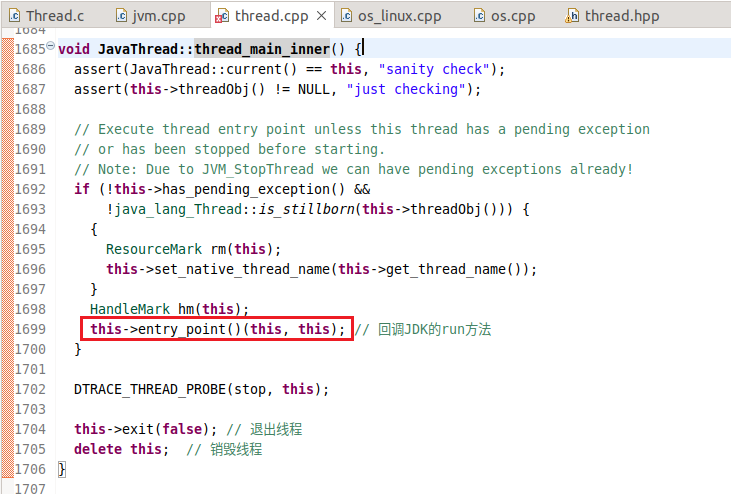 Thread.c jvm.cpp thread.cpp os_linux.cpp os.cpp thread.hpp
1684
1685 void JavaThread::thread_main_inner() {
1686   assert(JavaThread::current() == this, "sanity check");
1687   assert(this->threadObj() != NULL, "just checking");
1688
1689   // Execute thread entry point unless this thread has a pending exception
1690   // or has been stopped before starting.
1691   // Note: Due to JVM_StopThread we can have pending exceptions already!
1692   if (!this->has_pending_exception() &&
1693       !java_lang_Thread::is_stillborn(this->threadObj())) {
1694     {
1695       ResourceMark rm(this);
1696       this->set_native_thread_name(this->get_thread_name());
1697     }
1698     HandleMark hm(this);
1699     this->entry_point()(this, this); // 回调JDK的run方法
1700   }
1701
1702   DTRACE_THREAD_PROBE(stop, this);
1703
1704   this->exit(false); // 退出线程
1705   delete this;  // 销毁线程
1706 }
1707